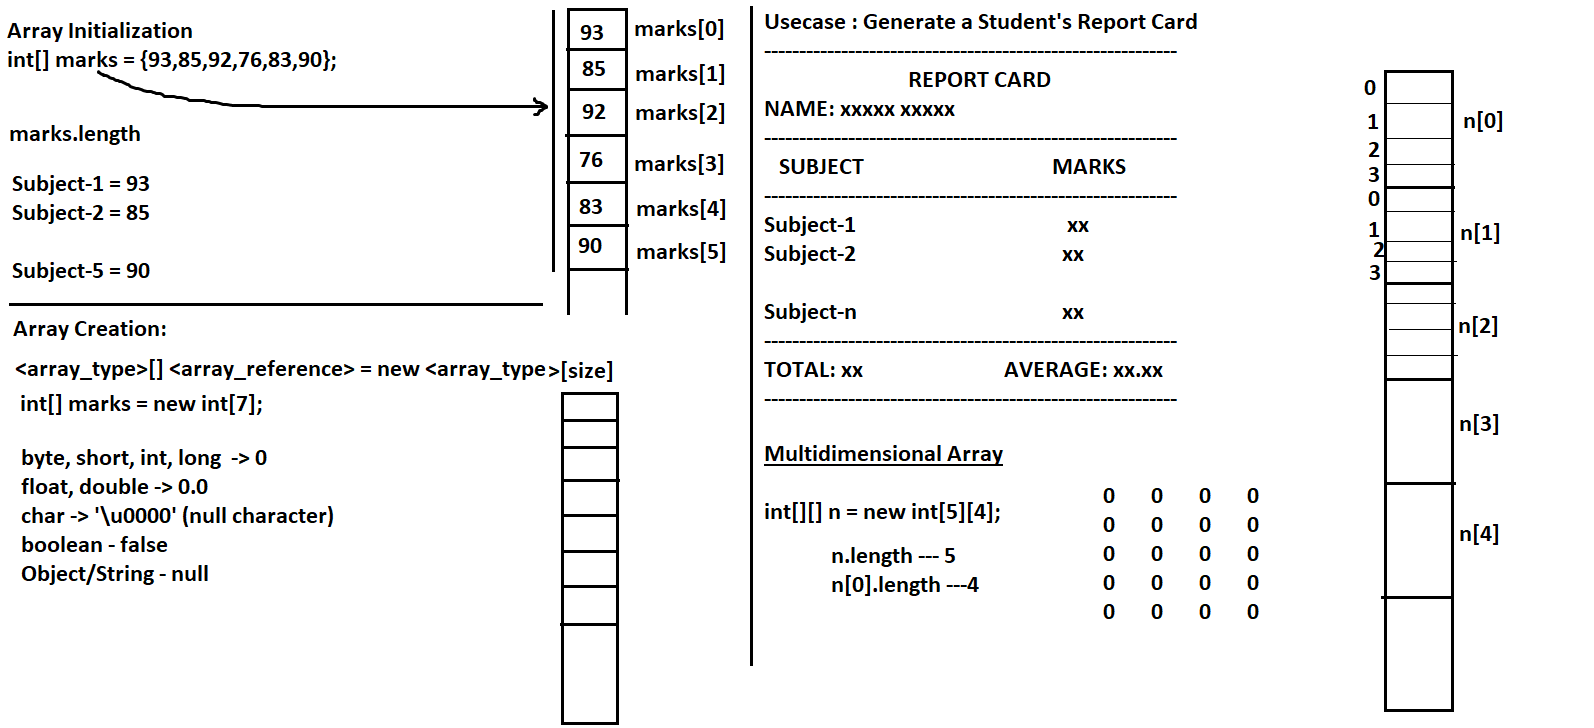 Array Initialization
int[] marks = {93,85,92,76,83,90};
marks.length
Subject-1 = 93
Subject-2 = 85
Subject-5 = 90
93 marks[0]
85 marks[1]
92 marks[2]
76 marks[3]
83 marks[4]
90 marks[5]
Array Creation:
<array_type>[] <array_reference> = new <array_type>[size]
int[] marks = new int[7];
byte, short, int, long -> 0
float, double -> 0.0
char -> '\u0000' (null character)
boolean - false
Object/String - null
Usecase : Generate a Student's Report Card
-----------------------------------------------------------
REPORT CARD
NAME: xxxxx xxxxx
-----------------------------------------------------------
SUBJECT MARKS
-----------------------------------------------------------
Subject-1 xx
Subject-2 xx
Subject-n xx
-----------------------------------------------------------
TOTAL: xx AVERAGE: xx.xx
-----------------------------------------------------------
Multidimensional Array
int[][] n = new int[5][4];
n.length --- 5
n[0].length ---4
0 0 0 0
0 0 0 0
0 0 0 0
0 0 0 0
0 0 0 0
0
1 n[0]
2
3
0
1 n[1]
2
3
n[2]
n[3]
n[4]